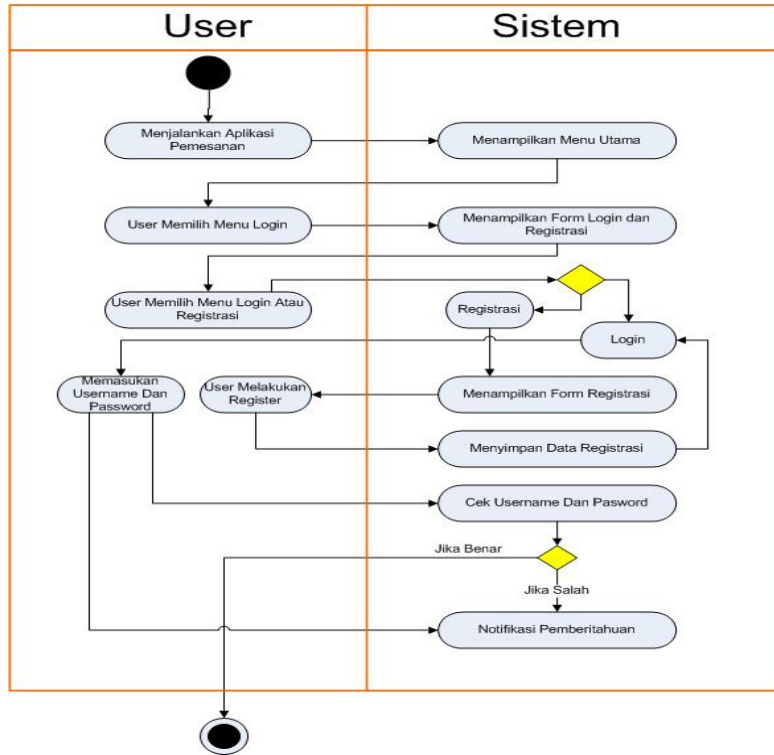 User
Sistem
Menjalankan Aplikasi
Pemesanan
Menampilkan Menu Utama
User Memilih Menu Login
Menampilkan Form Login dan
Registrasi
User Memilih Menu Login Atau
Registrasi
Registrasi
Login
Memasukan
Username Dan
Password
User Melakukan
Register
Menampilkan Form Registrasi
Menyimpan Data Registrasi
Cek Username Dan Pasword
Jika Benar
Jika Salah
Notifikasi Pemberitahuan